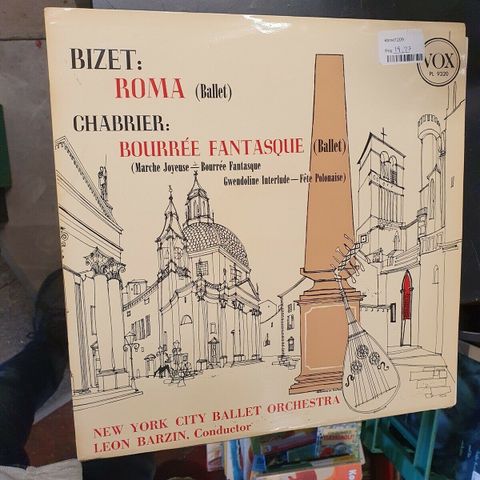 BIZET:
ROMA (Ballet)
CHABRIER:
BOURRÉE FANTASQUE (Ballet)
(Marche Joyeuse — Bourrée Fantasque
Gwendoline Interlude — Fête Polonaise)
VOX
PL 9320
NEW YORK CITY BALLET ORCHESTRA
LEON BARZIN, Conductor